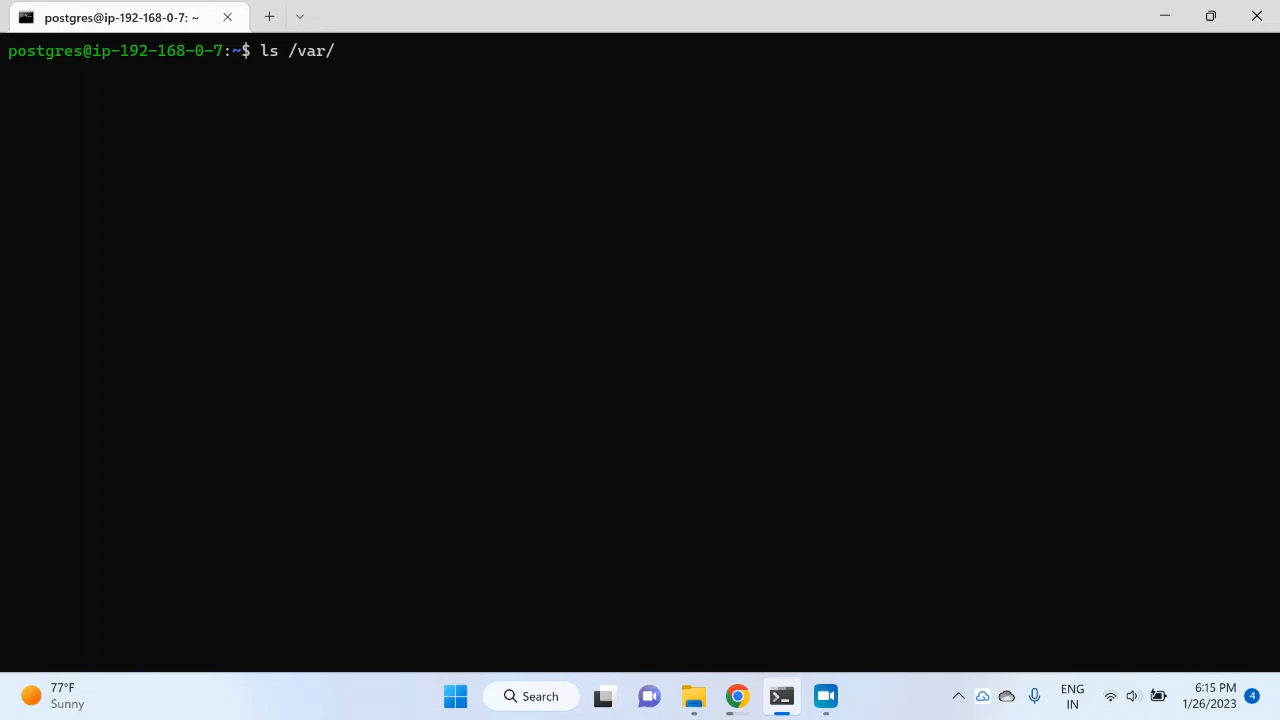 postgres@ip-192-168-0-7: ~
postgres@ip-192-168-0-7:~$ ls /var/
77°F
Sunny
Search
ENG
IN
6:15 PM
1/26/2023
4